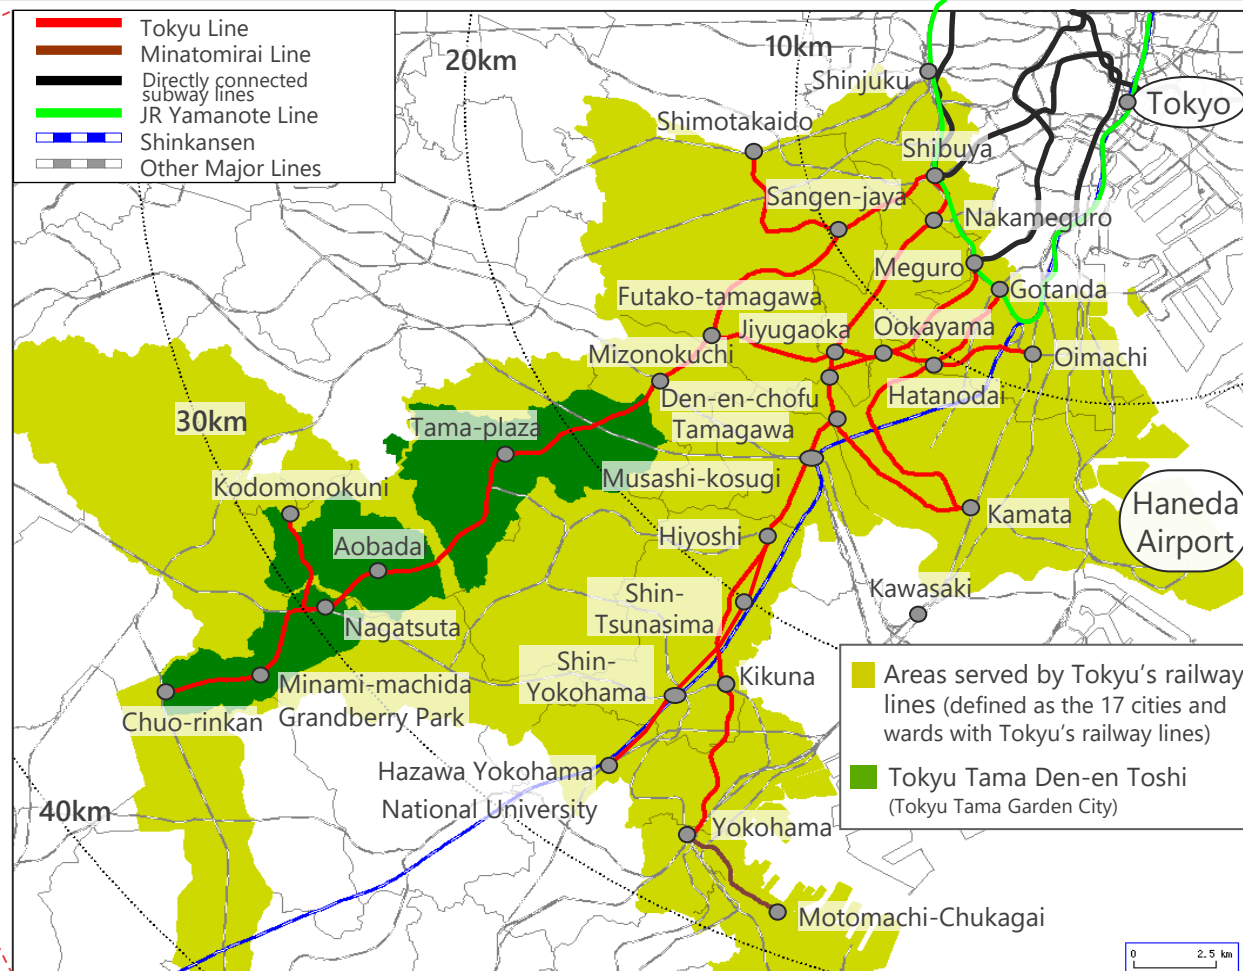 Tokyu Line
Minatomirai Line
Directly connected
subway lines
JR Yamanote Line
Shinkansen
Other Major Lines
20km
10km
Shinjuku
Tokyo
Shimotakaido
Shibuya
Sangen-jaya
Nakameguro
Meguro
Gotanda
Futako-tamagawa
Jiyugaoka
Ookayama
Mizonokuchi
Oimachi
Den-en-chofu
Hatanodai
30km
Tama-plaza
Tamagawa
Musashi-kosugi
Kodomonokuni
Kamata
Haneda
Airport
Aobada
Hiyoshi
Kawasaki
Shin-
Tsunasima
Nagatsuta
Shin-
Yokohama
Kikuna
Minami-machida
Grandberry Park
Chuo-rinkan
Areas served by Tokyu's railway
lines (defined as the 17 cities and
wards with Tokyu's railway lines)
Tokyu Tama Den-en Toshi
(Tokyu Tama Garden City)
Hazawa Yokohama
National University
40km
Yokohama
Motomachi-Chukagai
0 2.5 km